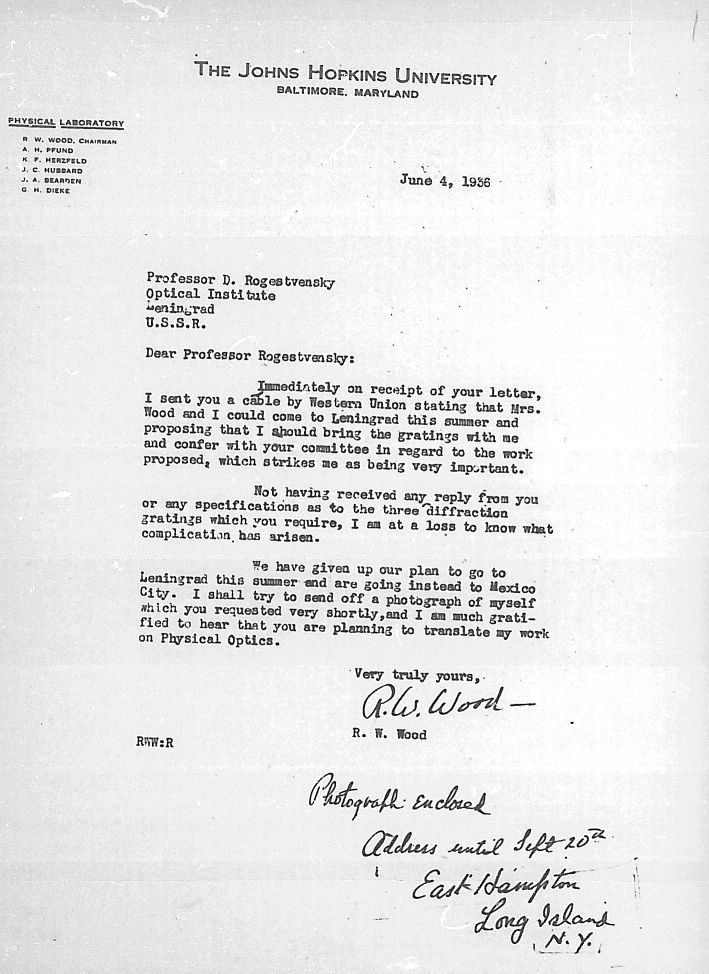 THE JOHNS HOPKINS UNIVERSITY
BALTIMORE, MARYLAND
PHYSICAL LABORATORY
R. W. WOOD, CHAIRMAN
A. H. PFUND
K. F. HERZFELD
J. C. HUBBARD
J. A. BEARDEN
G. H. DIEKE
June 4, 1936
Professor D. Rogestvensky
Optical Institute
Leningrad
U.S.S.R.
Dear Professor Rogestvensky:
Immediately on receipt of your letter,
I sent you a cable by Western Union stating that Mrs.
Wood and I could come to Leningrad this summer and
proposing that I should bring the gratings with me
and confer with your committee in regard to the work
proposed, which strikes me as being very important.
Not having received any reply from you
or any specifications as to the three diffraction
gratings which you require, I am at a loss to know what
complication has arisen.
We have given up our plan to go to
Leningrad this summer and are going instead to Mexico
City. I shall try to send off a photograph of myself
which you requested very shortly,and I am much grati-
fied to hear that you are planning to translate my work
on Physical Optics.
Very truly yours,
R. W. Wood —
R. W. Wood
RWW:R
Photograph enclosed
Address until Sept 20th
East Hampton
Long Island
N.Y.